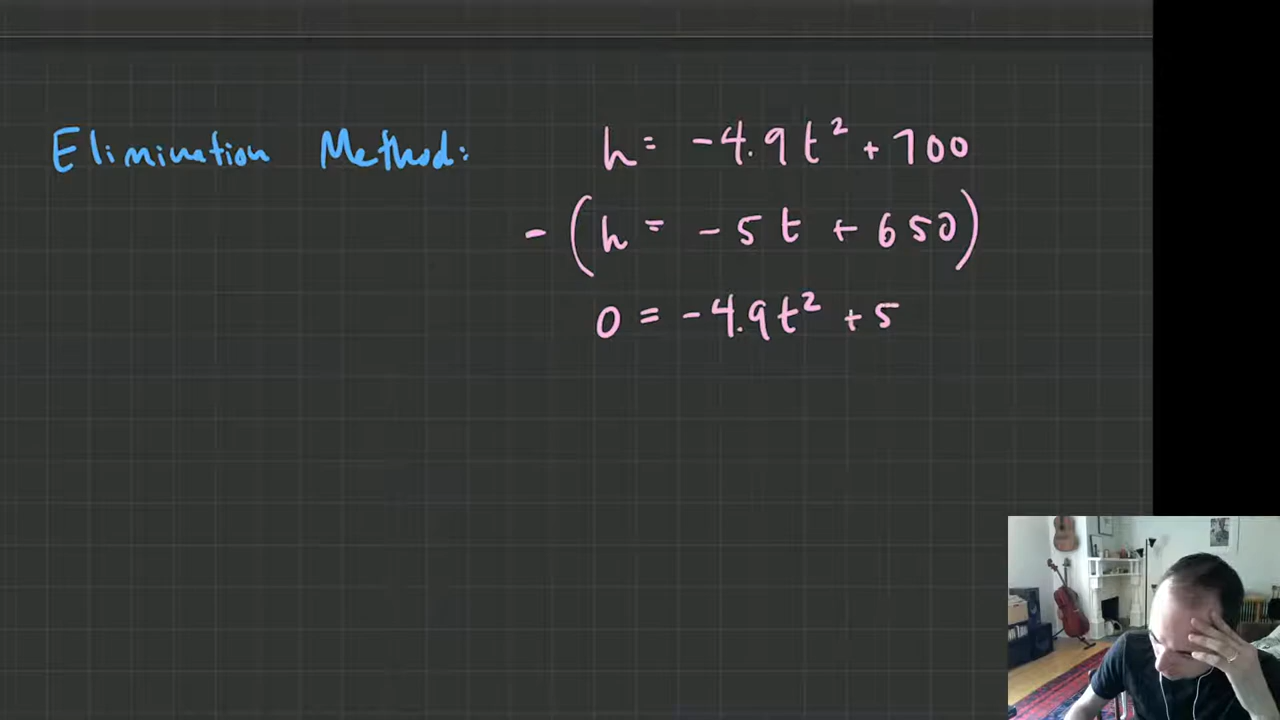 Elimination Method: h = -4.9t² + 700
-(h = -5t + 650)
0 = -4.9t² + 5